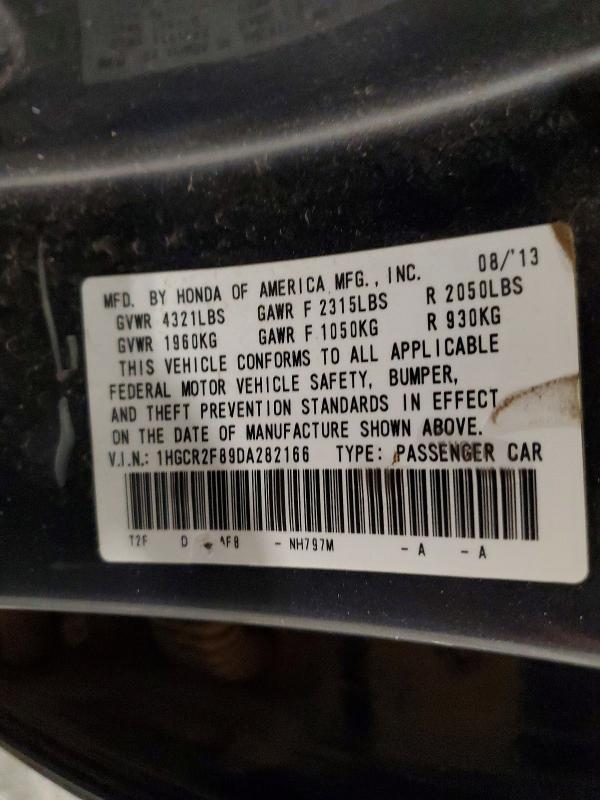 MFD. BY HONDA OF AMERICA MFG., INC. 08/'13
GVWR 4321LBS GAWR F 2315LBS R 2050LBS
GVWR 1960KG GAWR F 1050KG R 930KG
THIS VEHICLE CONFORMS TO ALL APPLICABLE
FEDERAL MOTOR VEHICLE SAFETY, BUMPER,
AND THEFT PREVENTION STANDARDS IN EFFECT
ON THE DATE OF MANUFACTURE SHOWN ABOVE.
V.I.N.: 1HGCR2F89DA282166 TYPE: PASSENGER CAR
D - NH797M - A - A